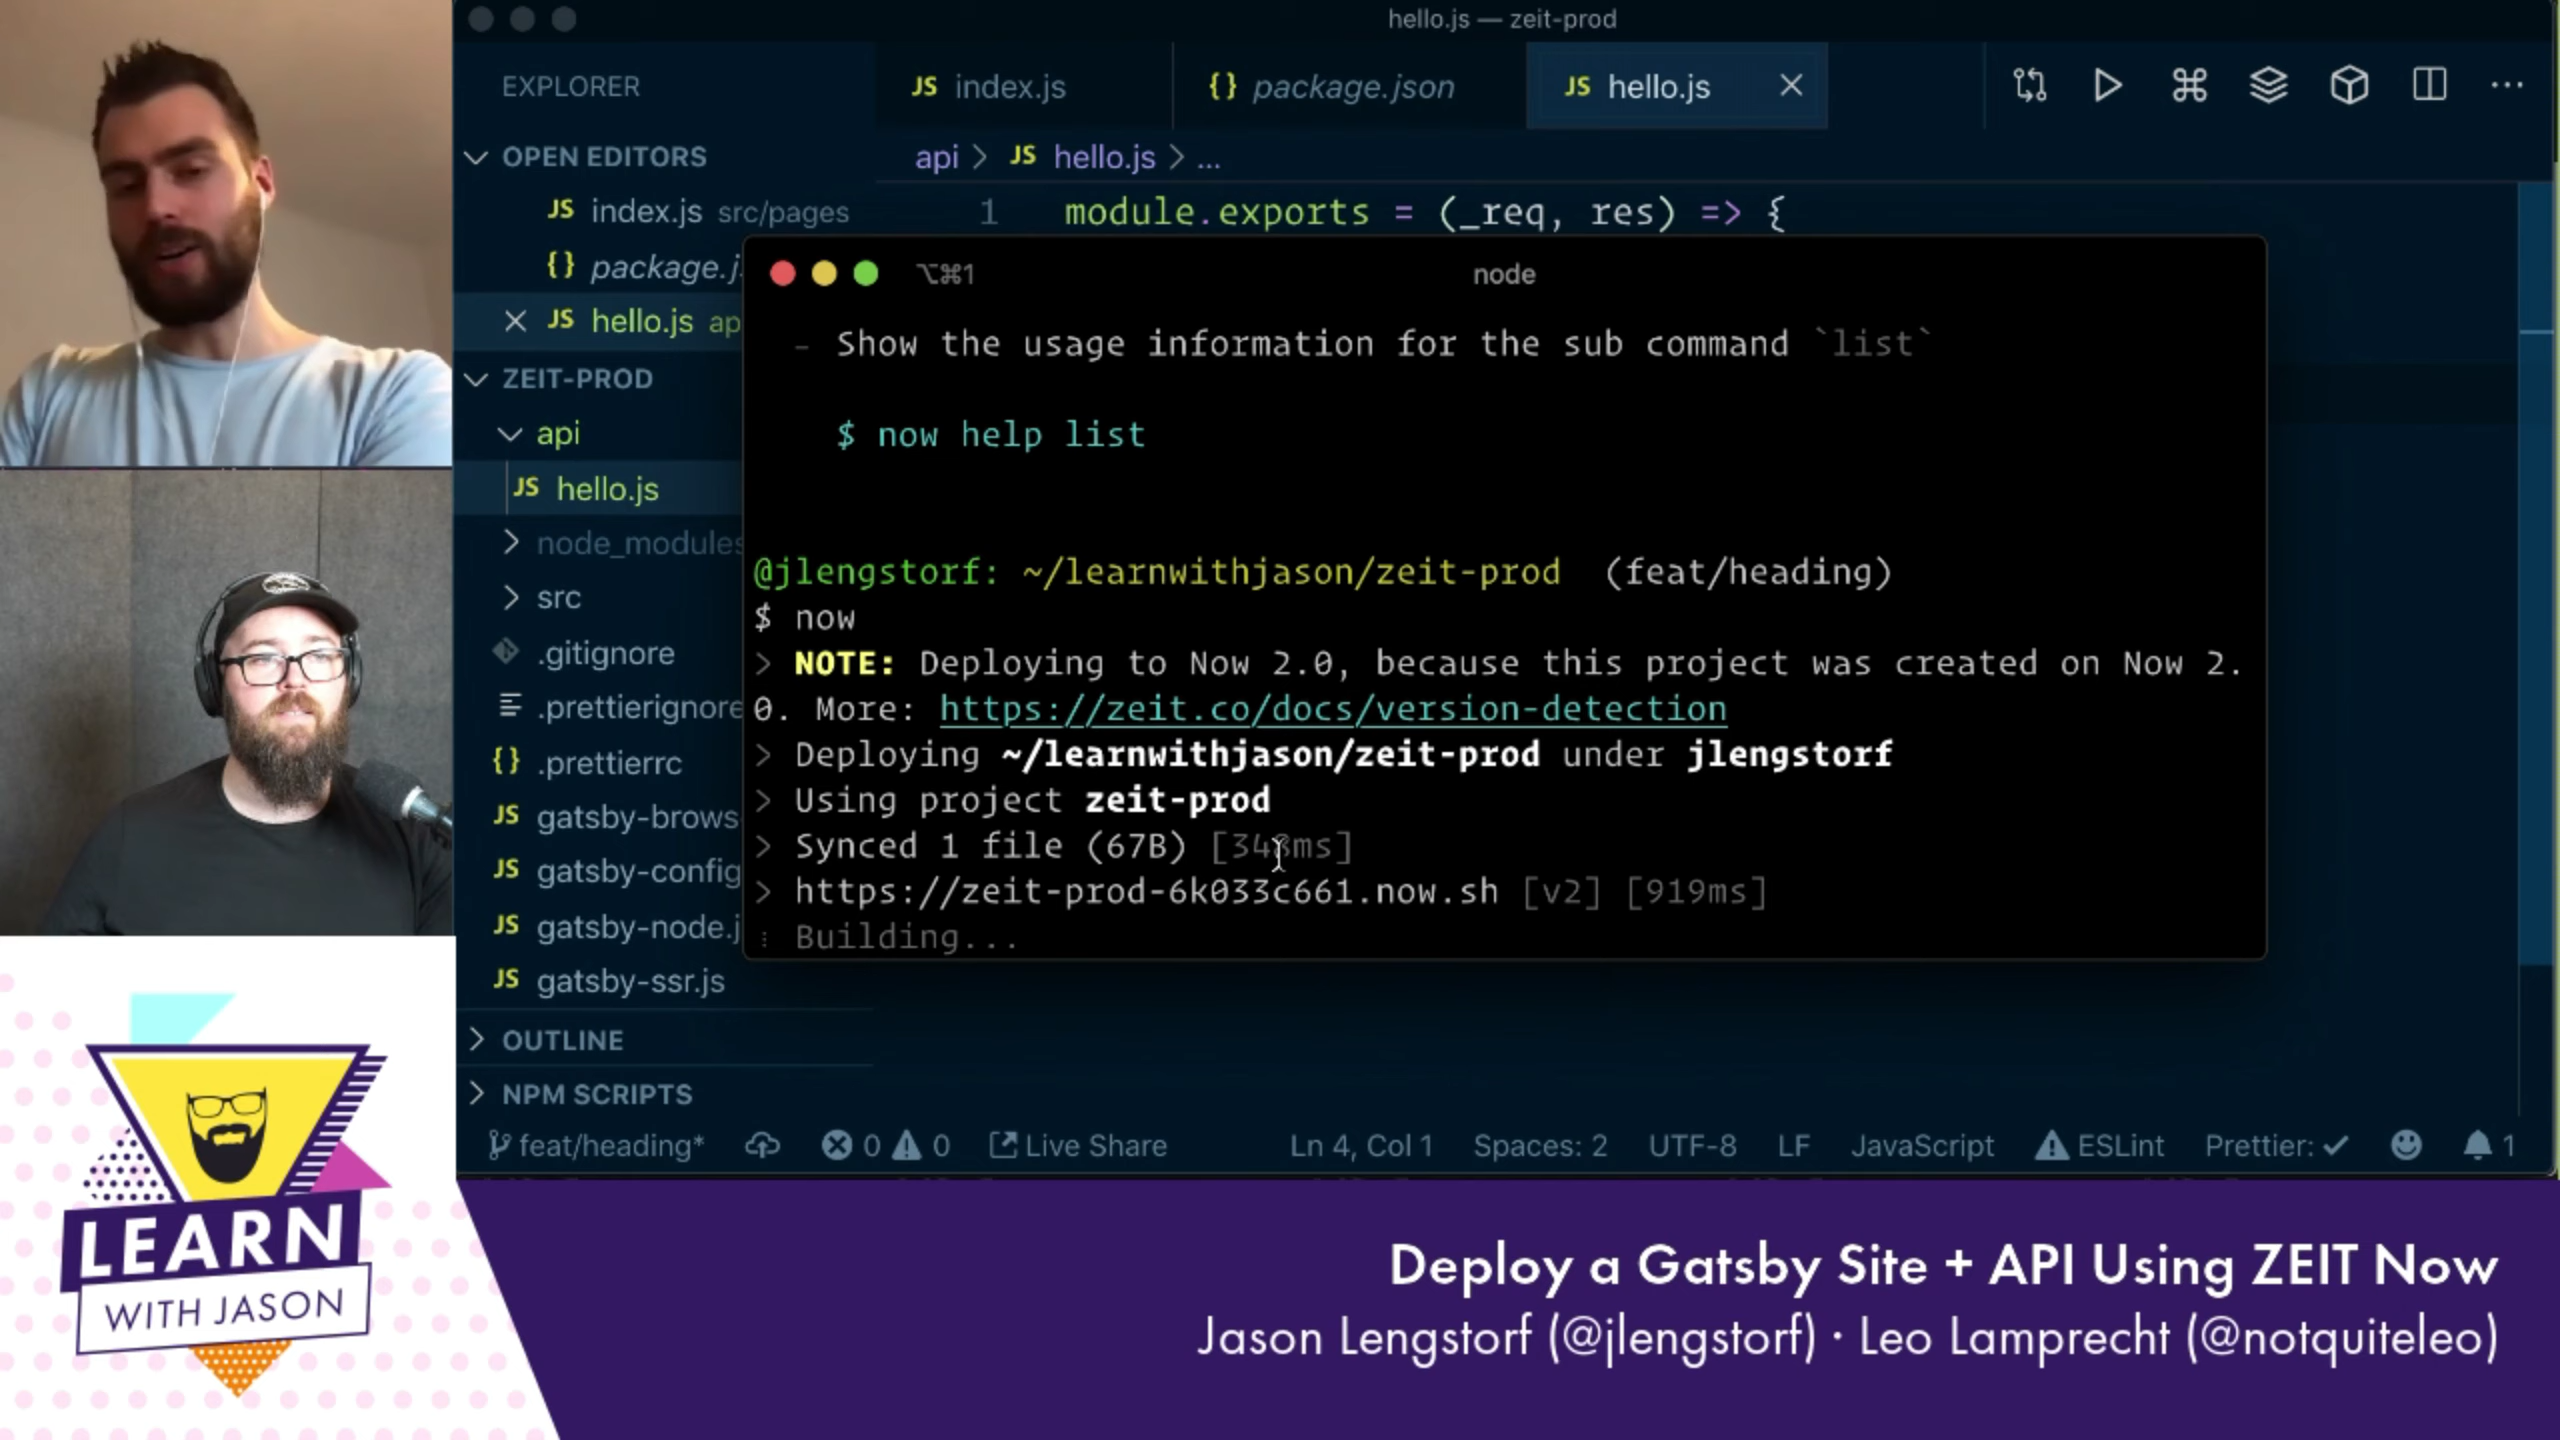 hello.js — zeit-prod
EXPLORER
JS index.js
{} package.json
JS hello.js
OPEN EDITORS
api > JS hello.js > ...
JS index.js src/pages
1 module.exports = (_req, res) => {
{} package.j
JS hello.js ap
ZEIT-PROD
api
JS hello.js
node_modules
src
.gitignore
.prettierignore
{} .prettierrc
JS gatsby-brows
JS gatsby-config
JS gatsby-node.j
JS gatsby-ssr.js
OUTLINE
NPM SCRIPTS
⌥⌘1
node
- Show the usage information for the sub command `list`
$ now help list
@jlengstorf: ~/learnwithjason/zeit-prod (feat/heading)
$ now
> NOTE: Deploying to Now 2.0, because this project was created on Now 2.
0. More: https://zeit.co/docs/version-detection
> Deploying ~/learnwithjason/zeit-prod under jlengstorf
> Using project zeit-prod
> Synced 1 file (67B)
> https://zeit-prod-6k033c661.now.sh [v2] [919ms]
Building...
feat/heading* 0 0 Live Share Ln 4, Col 1 Spaces: 2 UTF-8 LF JavaScript ESLint Prettier: ✓ 1
LEARN
WITH JASON
Deploy a Gatsby Site + API Using ZEIT Now
Jason Lengstorf (@jlengstorf) · Leo Lamprecht (@notquiteleo)